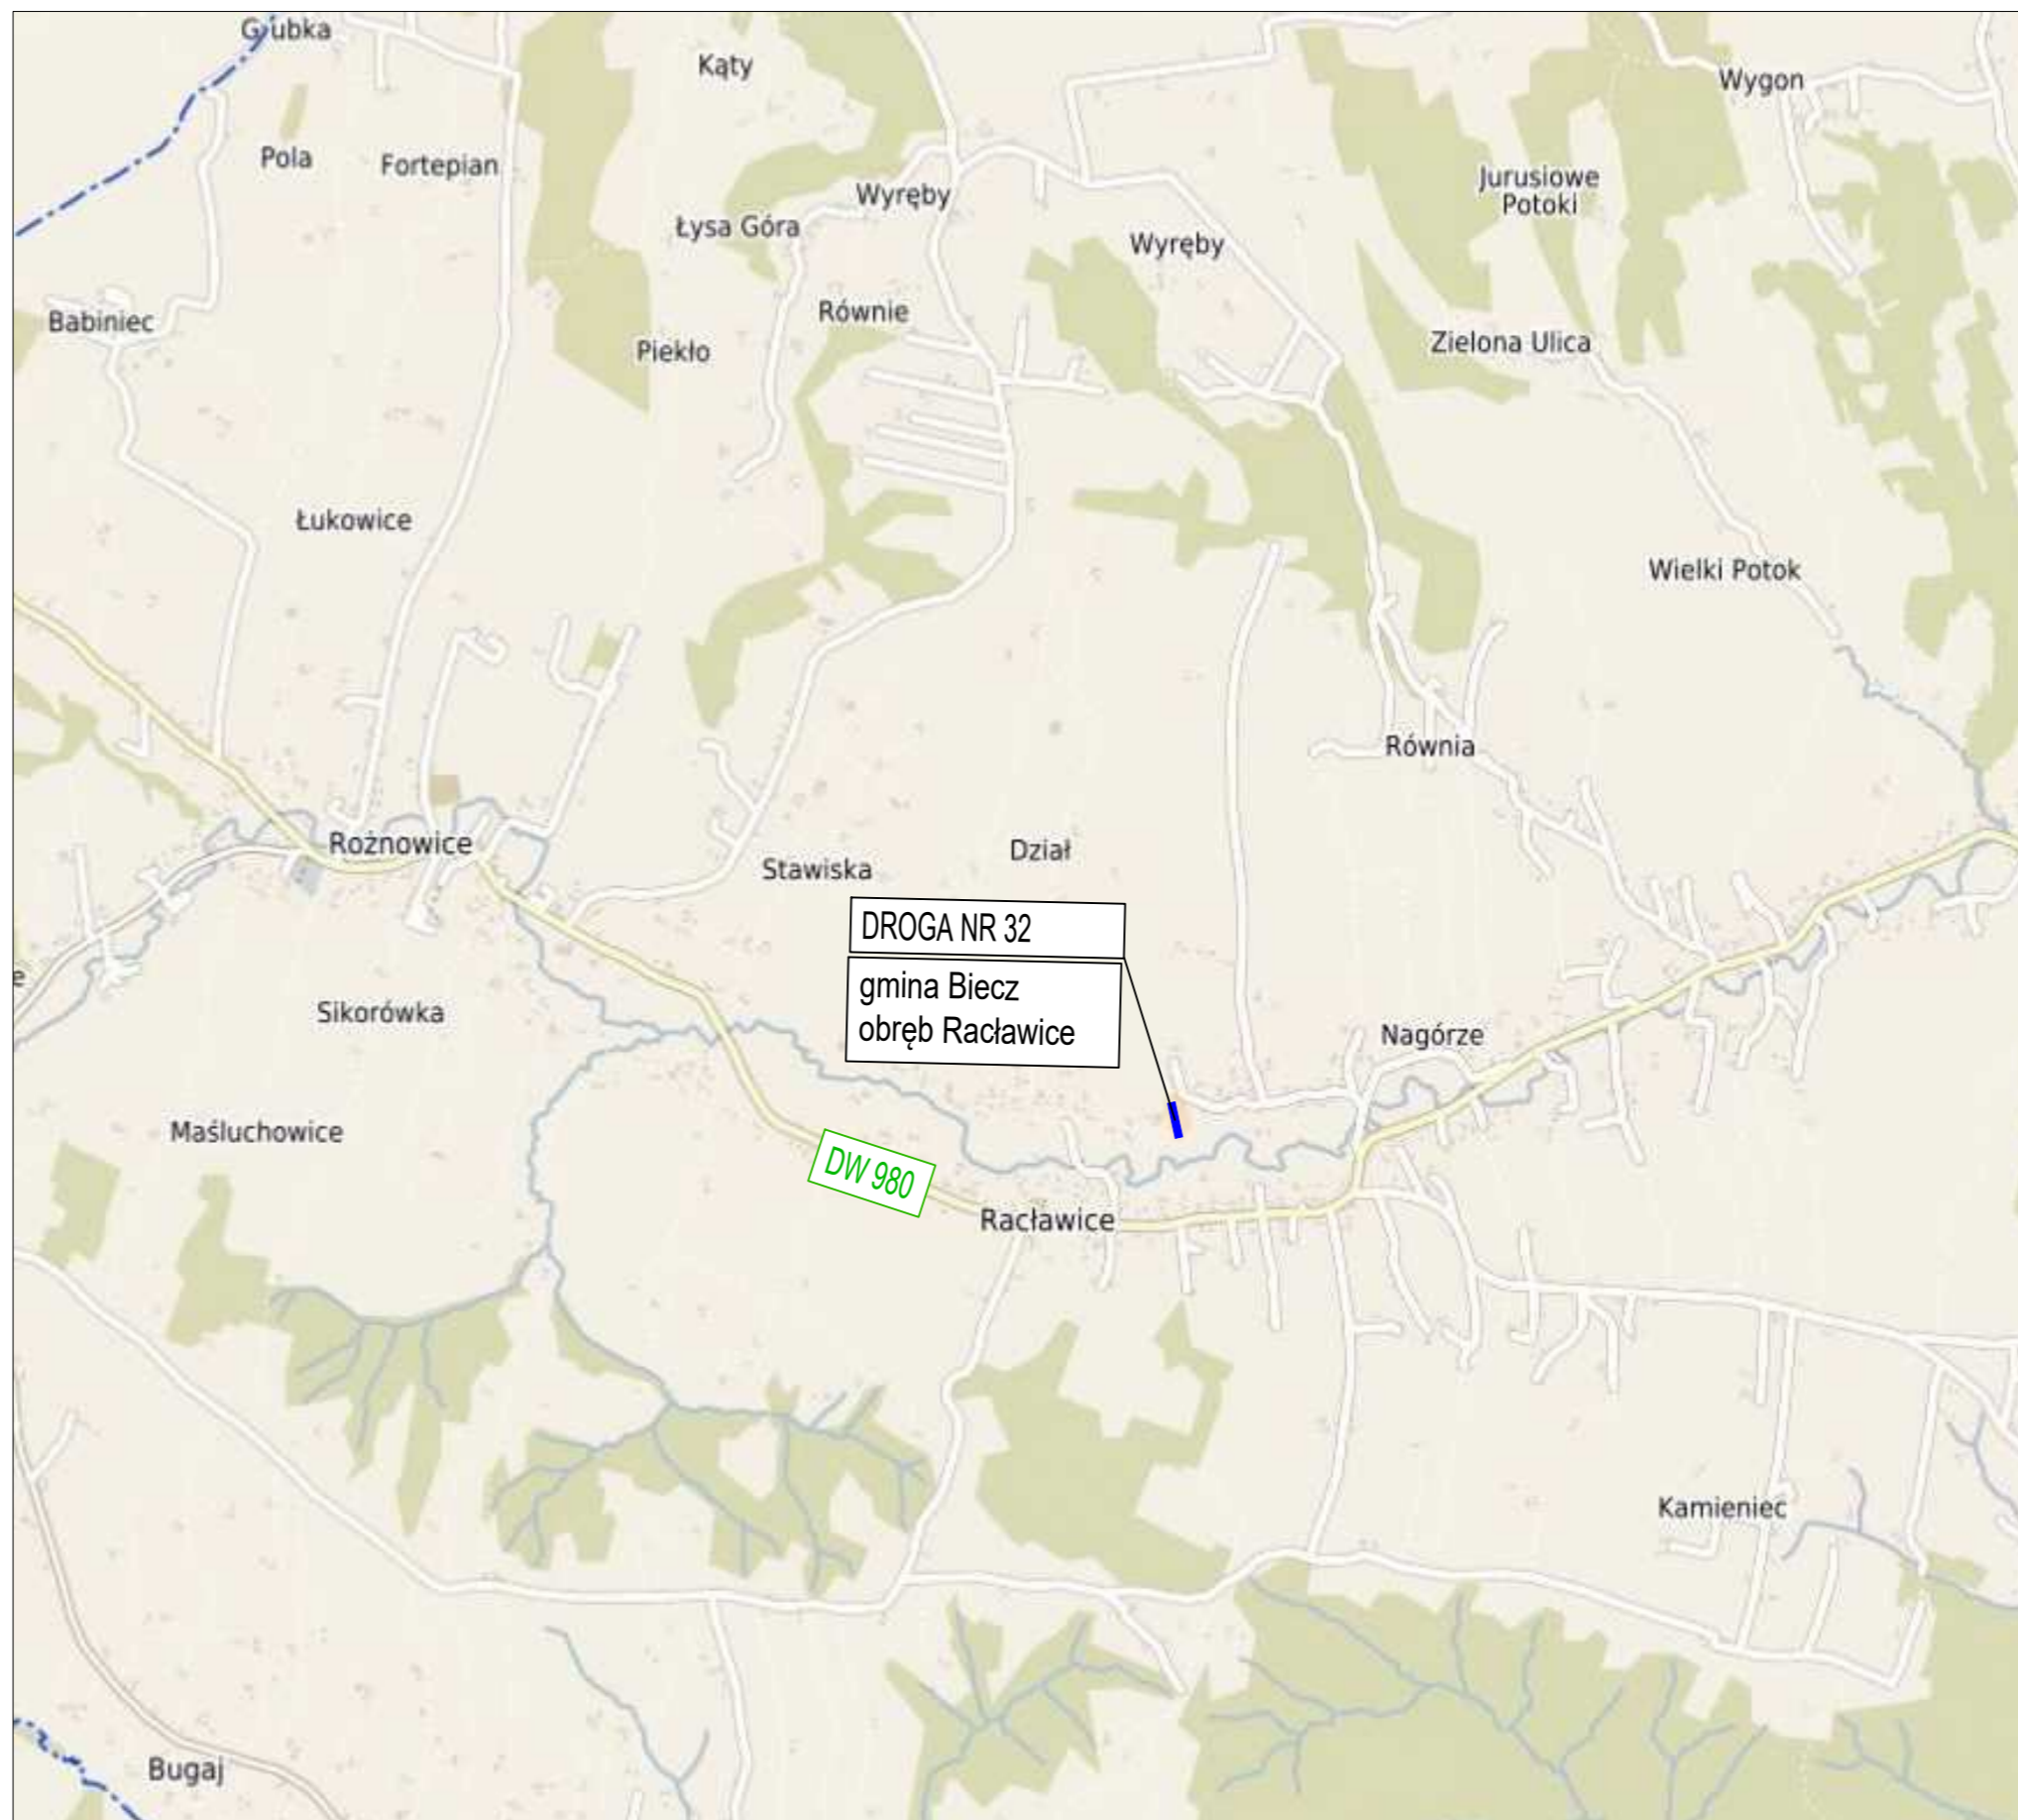 Grubka
Kąty
Wygon
Pola
Fortepian
Jurusiowe
Potoki
Wyręby
Łysa Góra
Wyręby
Równie
Babiniec
Zielona Ulica
Piekło
Łukowice
Wielki Potok
Równia
Rożnowice
Dział
Stawiska
DROGA NR 32
gmina Biecz
obręb Racławice
e
Sikorówka
Nagórze
Maśluchowice
DW 980
Racławice
Kamieniec
Bugaj